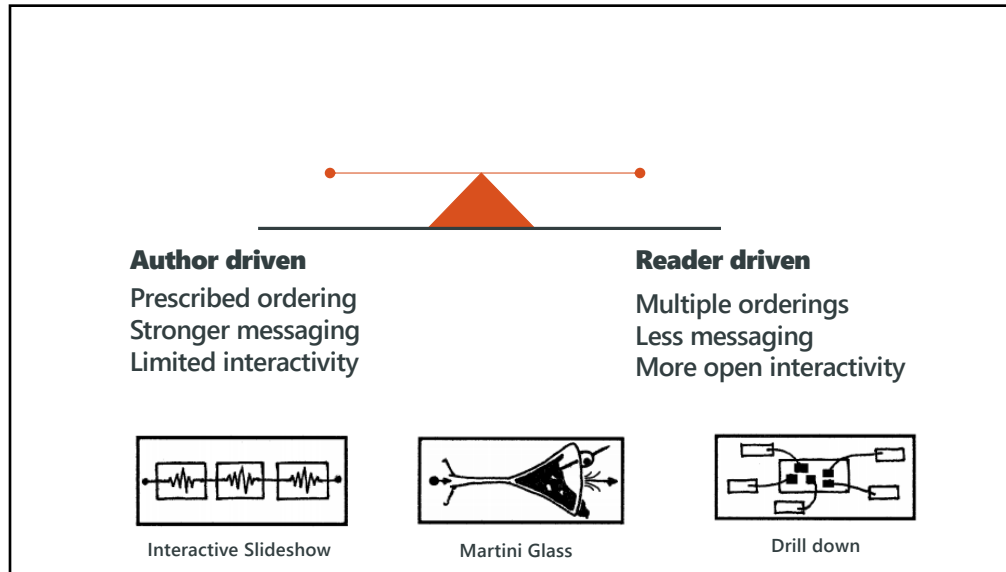 Author driven
Prescribed ordering
Stronger messaging
Limited interactivity
Reader driven
Multiple orderings
Less messaging
More open interactivity
Interactive Slideshow
Martini Glass
Drill down